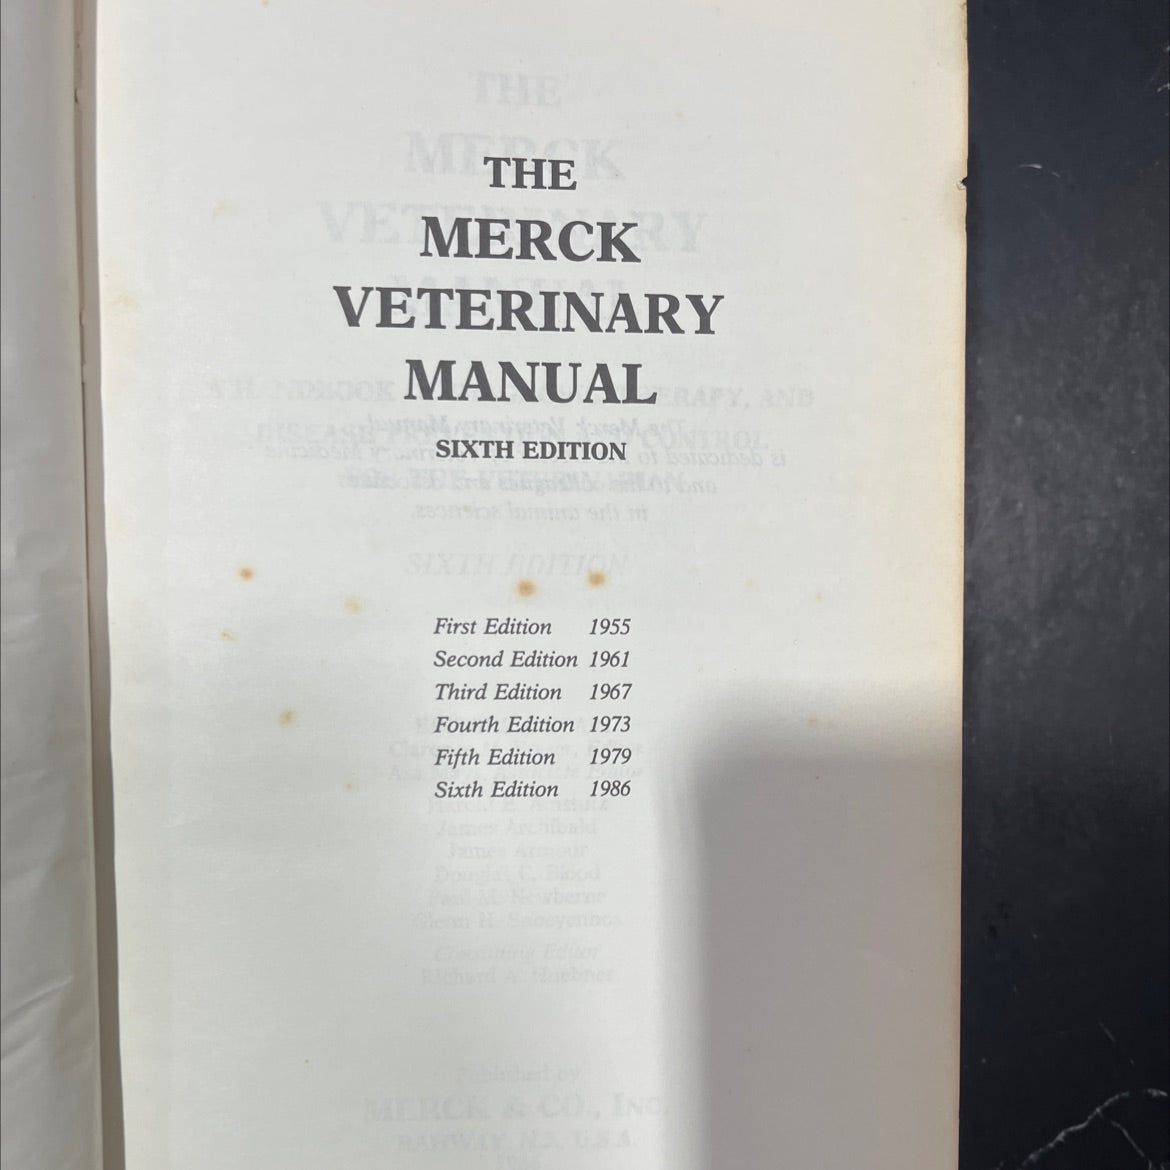 THE
MERCK
VETERINARY
MANUAL
SIXTH EDITION
First Edition 1955
Second Edition 1961
Third Edition 1967
Fourth Edition 1973
Fifth Edition 1979
Sixth Edition 1986